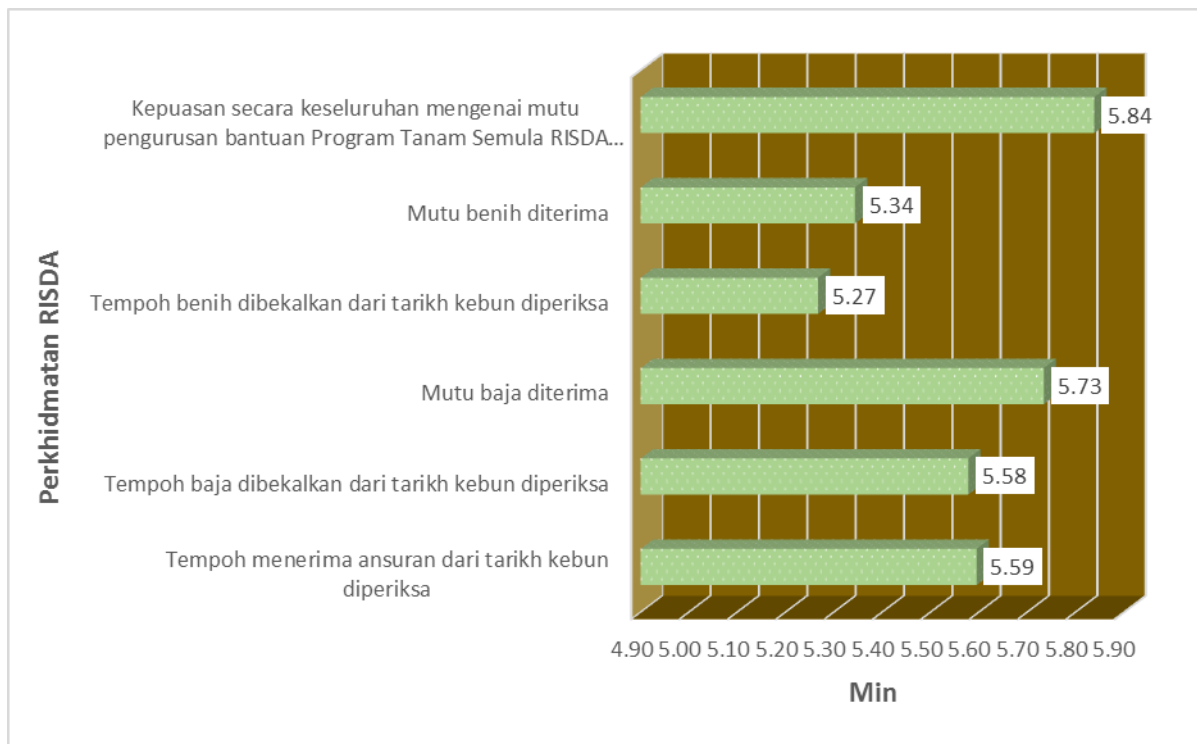 Perkhidmatan RISDA
Kepuasan secara keseluruhan mengenai mutu
pengurusan bantuan Program Tanam Semula RISDA...
5.84
Mutu benih diterima
5.34
Tempoh benih dibekalkan dari tarikh kebun diperiksa
5.27
Mutu baja diterima
5.73
Tempoh baja dibekalkan dari tarikh kebun diperiksa
5.58
Tempoh menerima ansuran dari tarikh kebun
diperiksa
5.59
4.90 5.00 5.10 5.20 5.30 5.40 5.50 5.60 5.70 5.80 5.90
Min